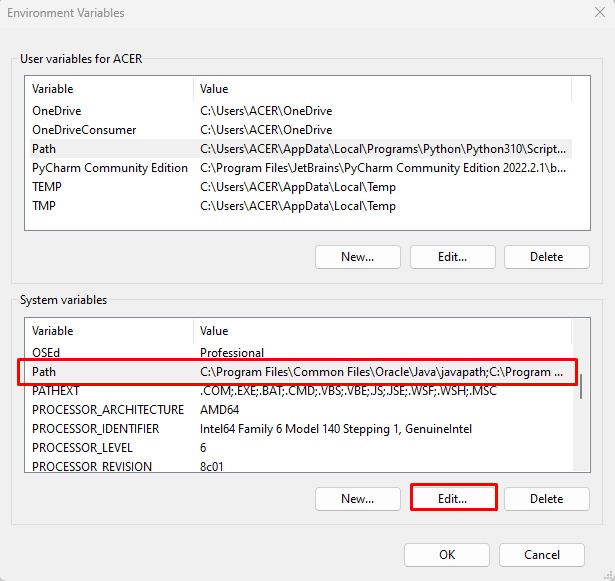 Environment Variables
User variables for ACER
Variable Value
OneDrive C:\Users\ACER\OneDrive
OneDriveConsumer C:\Users\ACER\OneDrive
Path C:\Users\ACER\AppData\Local\Programs\Python\Python310\Script...
PyCharm Community Edition C:\Program Files\JetBrains\PyCharm Community Edition 2022.2.1\b...
TEMP C:\Users\ACER\AppData\Local\Temp
TMP C:\Users\ACER\AppData\Local\Temp
New... Edit... Delete
System variables
Variable Value
OSEd Professional
Path C:\Program Files\Common Files\Oracle\Java\javapath;C:\Program ...
PATHEXT .COM;.EXE;.BAT;.CMD;.VBS;.VBE;.JS;.JSE;.WSF;.WSH;.MSC
PROCESSOR_ARCHITECTURE AMD64
PROCESSOR_IDENTIFIER Intel64 Family 6 Model 140 Stepping 1, GenuineIntel
PROCESSOR_LEVEL 6
PROCESSOR_REVISION 8c01
New... Edit... Delete
OK Cancel